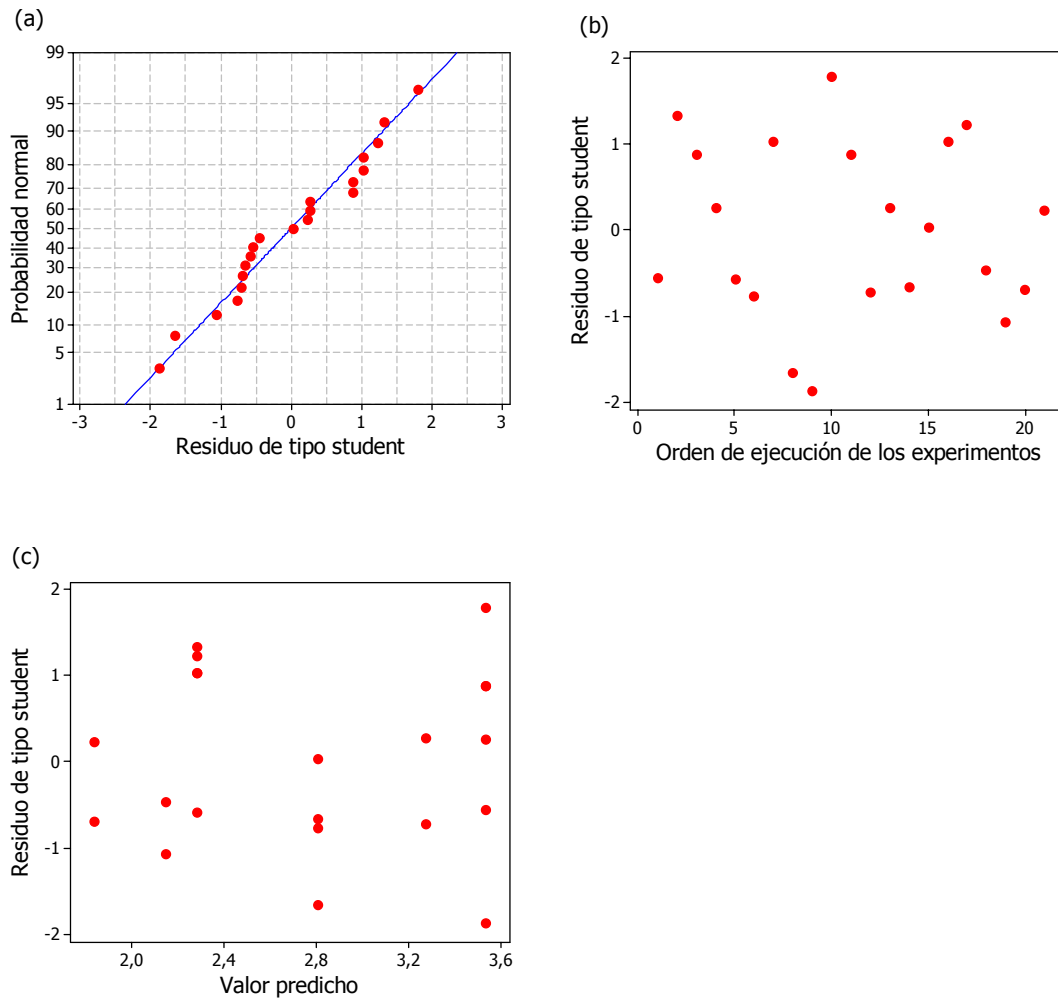 (a)
99
95
90
80
70
60
50
40
30
20
10
5
1
-3 -2 -1 0 1 2 3
Probabilidad normal
Residuo de tipo student
(b)
2
1
0
-1
-2
0 5 10 15 20
Residuo de tipo student
Orden de ejecución de los experimentos
(c)
2
1
0
-1
-2
2,0 2,4 2,8 3,2 3,6
Residuo de tipo student
Valor predicho